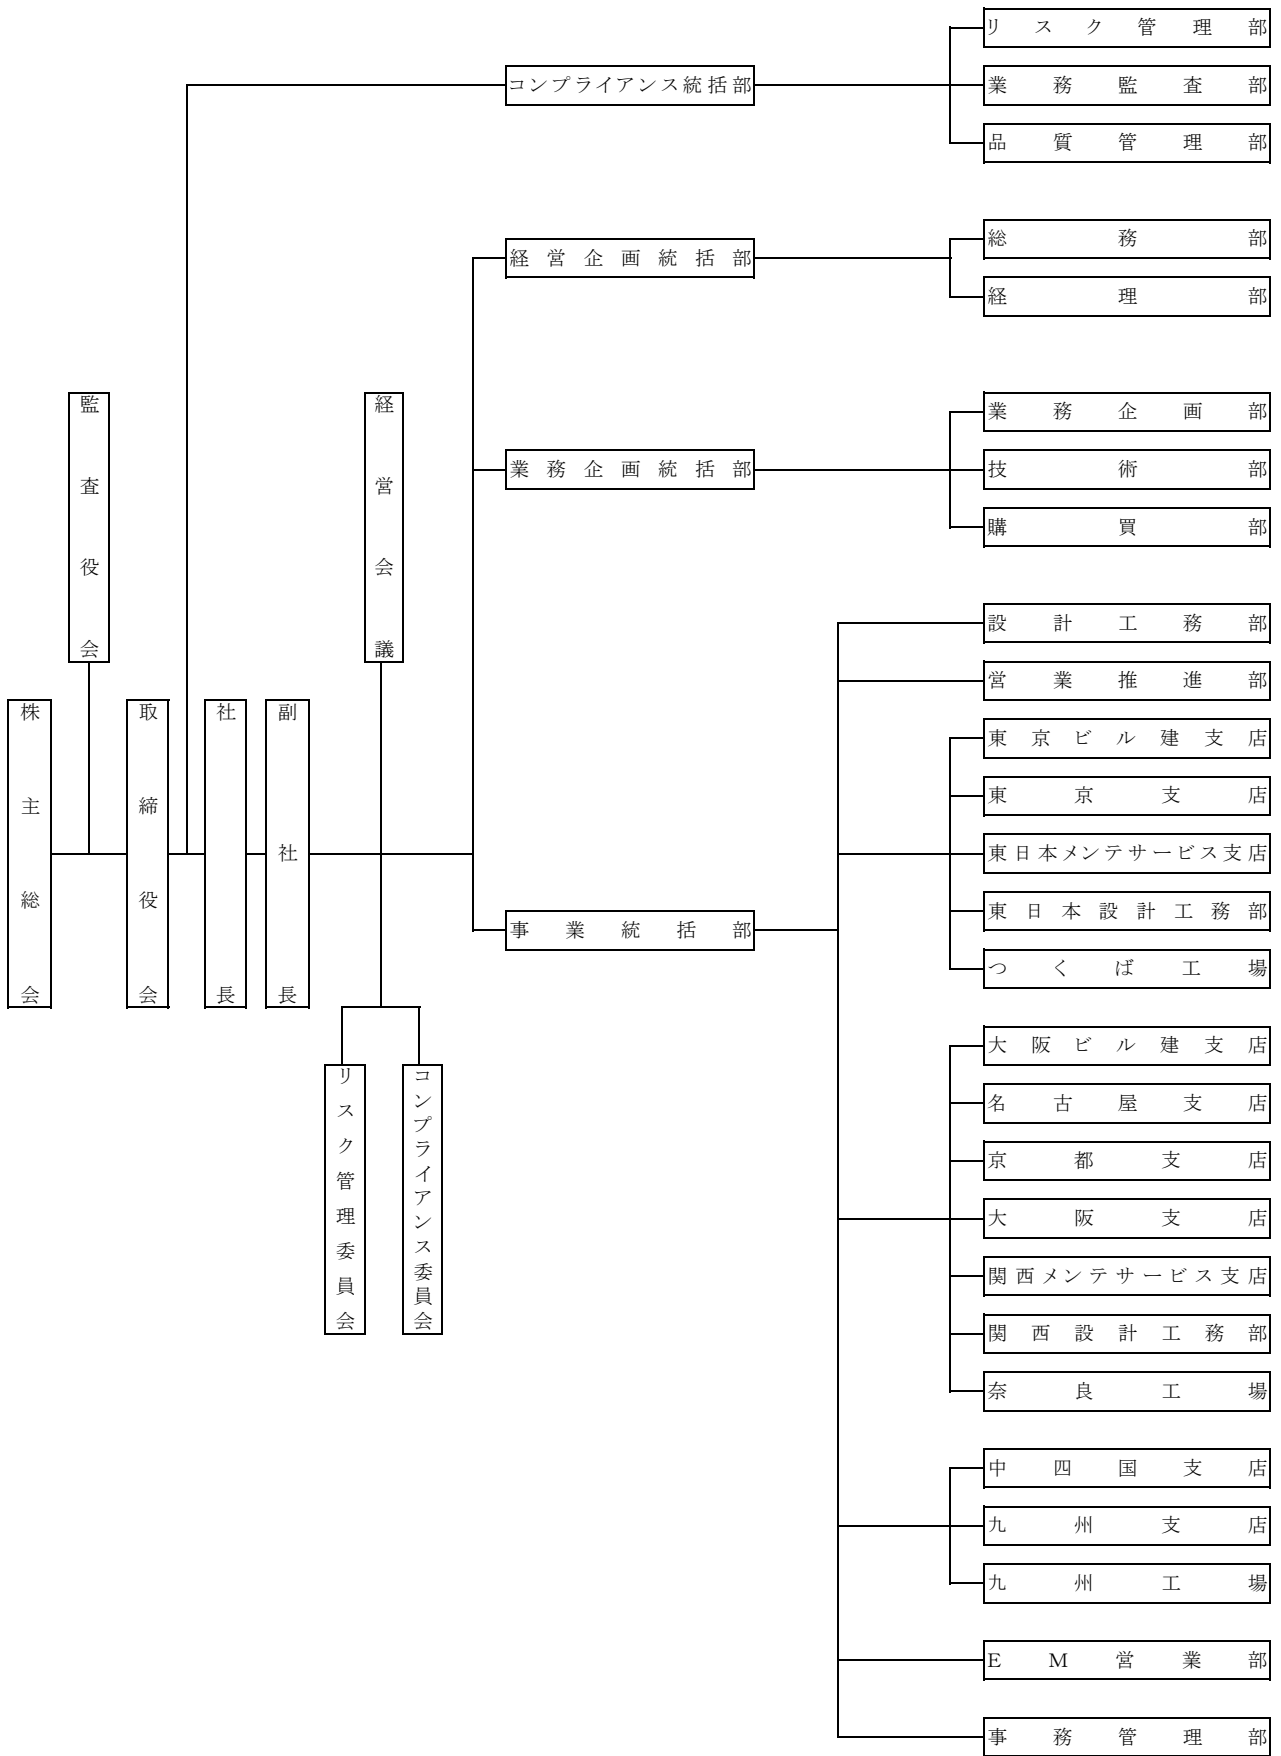 リスク管理部
コンプライアンス統括部
業務監査部
品質管理部
総務部
経営企画統括部
経理部
監査役会
経営会議
業務企画部
業務企画統括部
技術部
購買部
設計工務部
営業推進部
株主総会
取締役会
社長
副社長
東京ビル建支店
東京支店
東日本メンテサービス支店
事業統括部
東日本設計工務部
つくば工場
大阪ビル建支店
リスク管理委員会
コンプライアンス委員会
名古屋支店
京都支店
大阪支店
関西メンテサービス支店
関西設計工務部
奈良工場
中四国支店
九州支店
九州工場
EM営業部
事務管理部